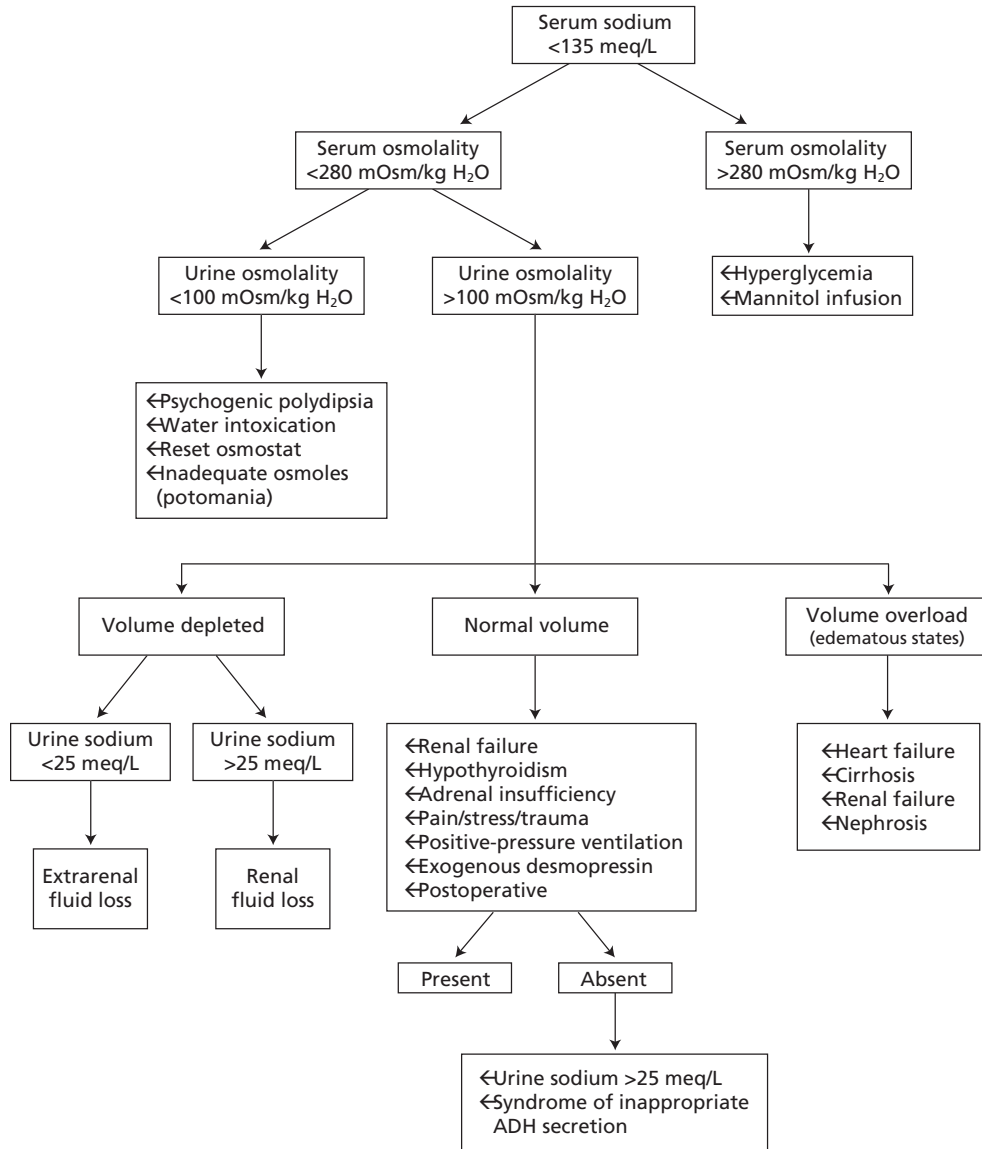 Serum sodium
<135 meq/L
Serum osmolality
<280 mOsm/kg H₂O
Serum osmolality
>280 mOsm/kg H₂O
Urine osmolality
<100 mOsm/kg H₂O
Urine osmolality
>100 mOsm/kg H₂O
←Hyperglycemia
←Mannitol infusion
←Psychogenic polydipsia
←Water intoxication
←Reset osmostat
←Inadequate osmoles
(potomania)
Volume depleted
Normal volume
Volume overload
(edematous states)
Urine sodium
<25 meq/L
Urine sodium
>25 meq/L
←Renal failure
←Hypothyroidism
←Adrenal insufficiency
←Pain/stress/trauma
←Positive-pressure ventilation
←Exogenous desmopressin
←Postoperative
←Heart failure
←Cirrhosis
←Renal failure
←Nephrosis
Extrarenal
fluid loss
Renal
fluid loss
Present
Absent
←Urine sodium >25 meq/L
←Syndrome of inappropriate
ADH secretion